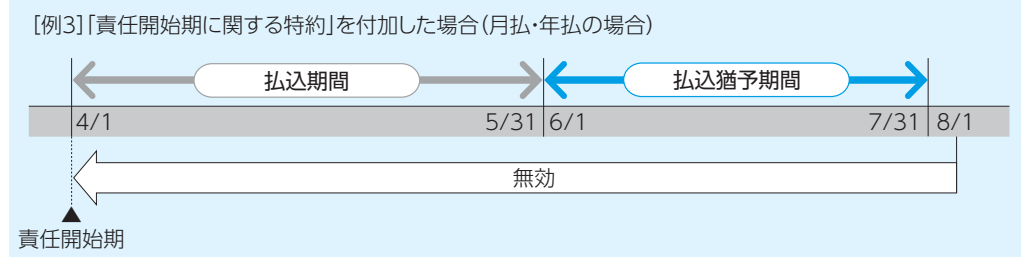 [例3]「責任開始期に関する特約」を付加した場合(月払・年払の場合)
払込期間 払込猶予期間
4/1 5/31 6/1 7/31 8/1
無効
責任開始期